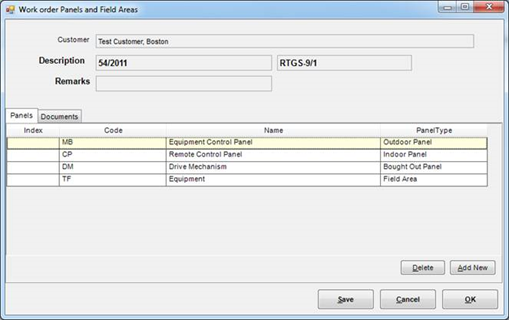 Work order Panels and Field Areas
Customer Test Customer, Boston
Description 54/2011 RTGS-9/1
Remarks
Panels Documents
Index Code Name PanelType
MB Equipment Control Panel Outdoor Panel
CP Remote Control Panel Indoor Panel
DM Drive Mechanism Bought Out Panel
TF Equipment Field Area
Delete Add New
Save Cancel OK